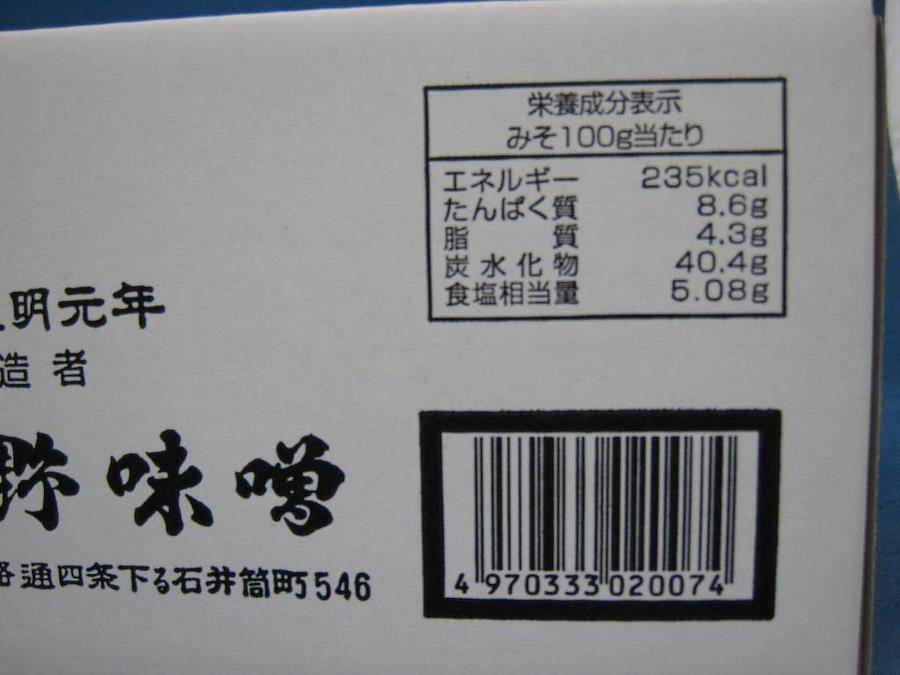 栄養成分表示
みそ100g当たり
エネルギー 235kcal
たんぱく質 8.6g
脂質 4.3g
炭水化物 40.4g
食塩相当量 5.08g
明元年
造者
野味噌
通四条下る石井筒町546
4 970333 020074